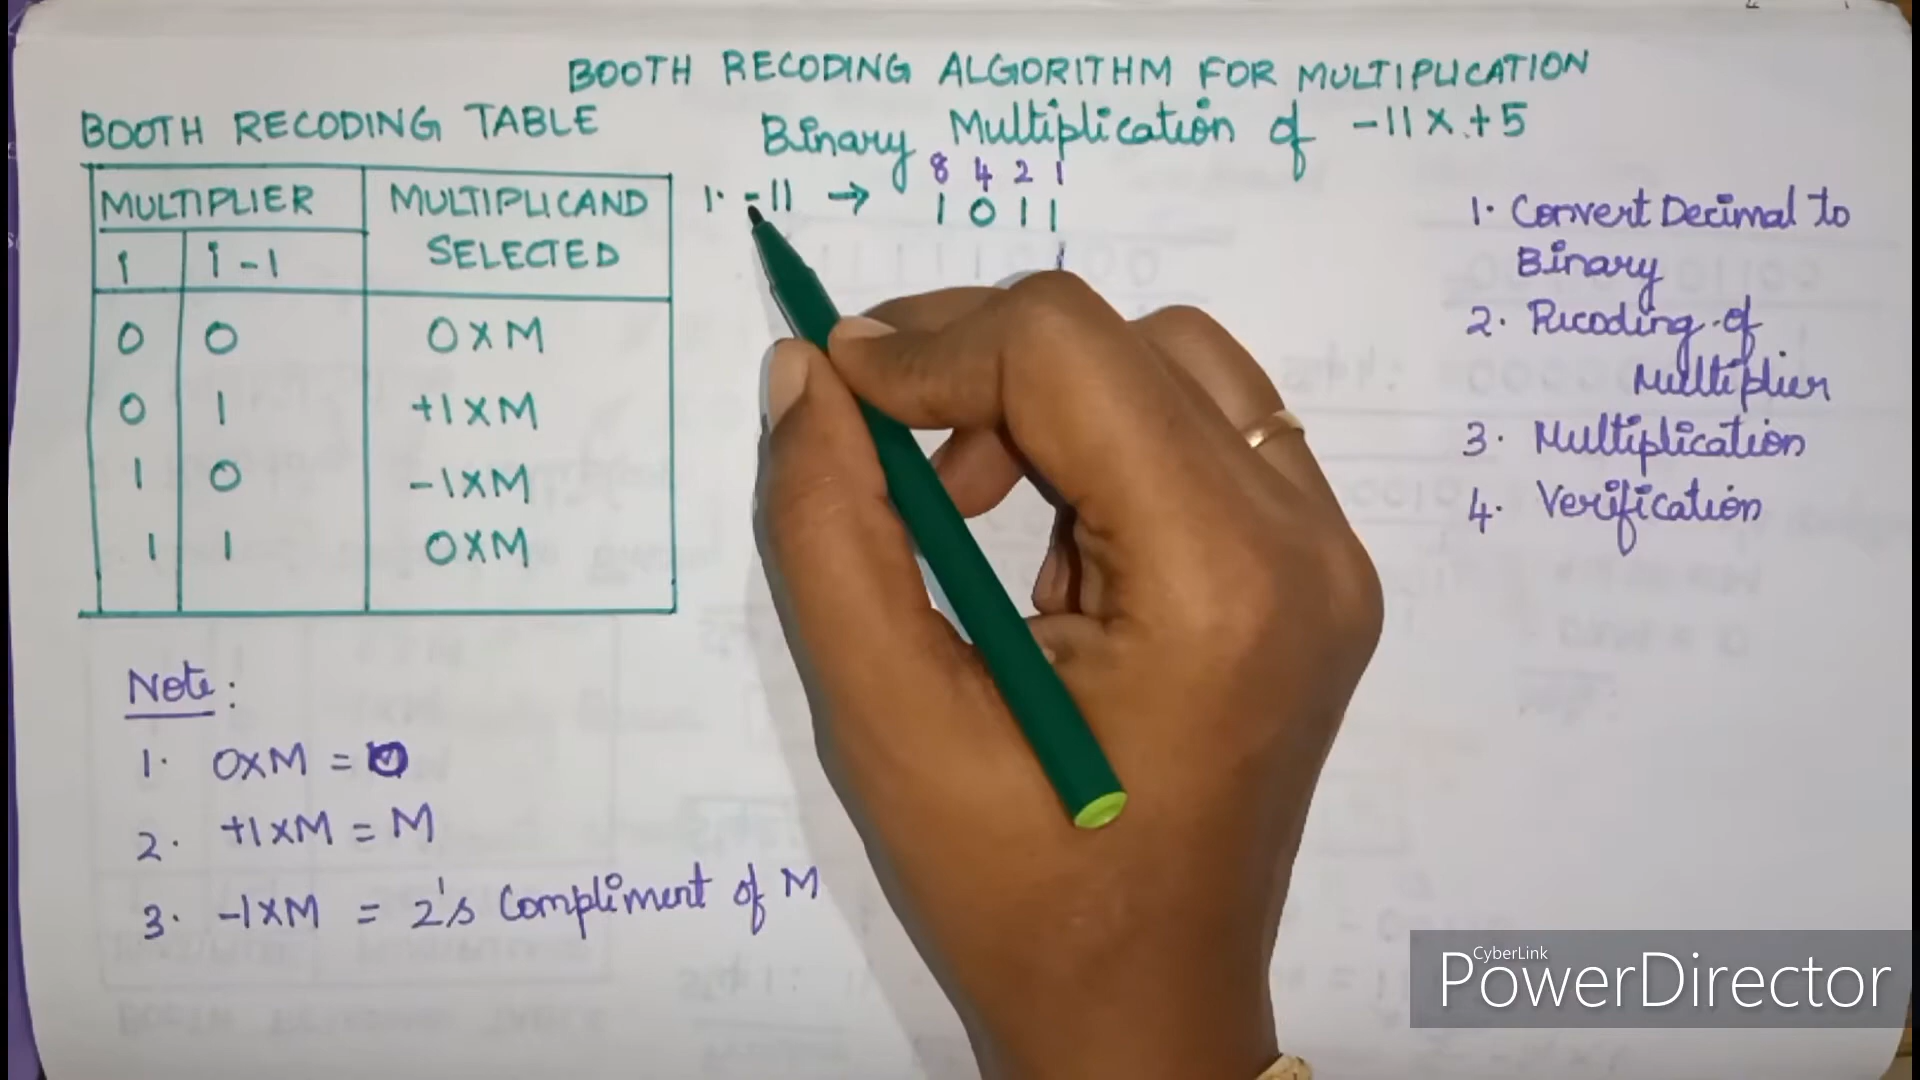 BOOTH RECODING ALGORITHM FOR MULTIPLICATION
BOOTH RECODING TABLE
Binary Multiplication of -11 x +5
MULTIPLIER MULTIPLICAND SELECTED
i i-1
0 0 0XM
0 1 +1XM
1 0 -1XM
1 1 0XM
8 4 2 1
1. -11 → 1 0 1 1
1
1. Convert Decimal to
Binary
2. Ricoding of
Multiplier
3. Multiplication
4. Verification
Note:
1. 0XM = 0
2. +1XM = M
3. -1XM = 2's Compliment of M
CyberLink
PowerDirector